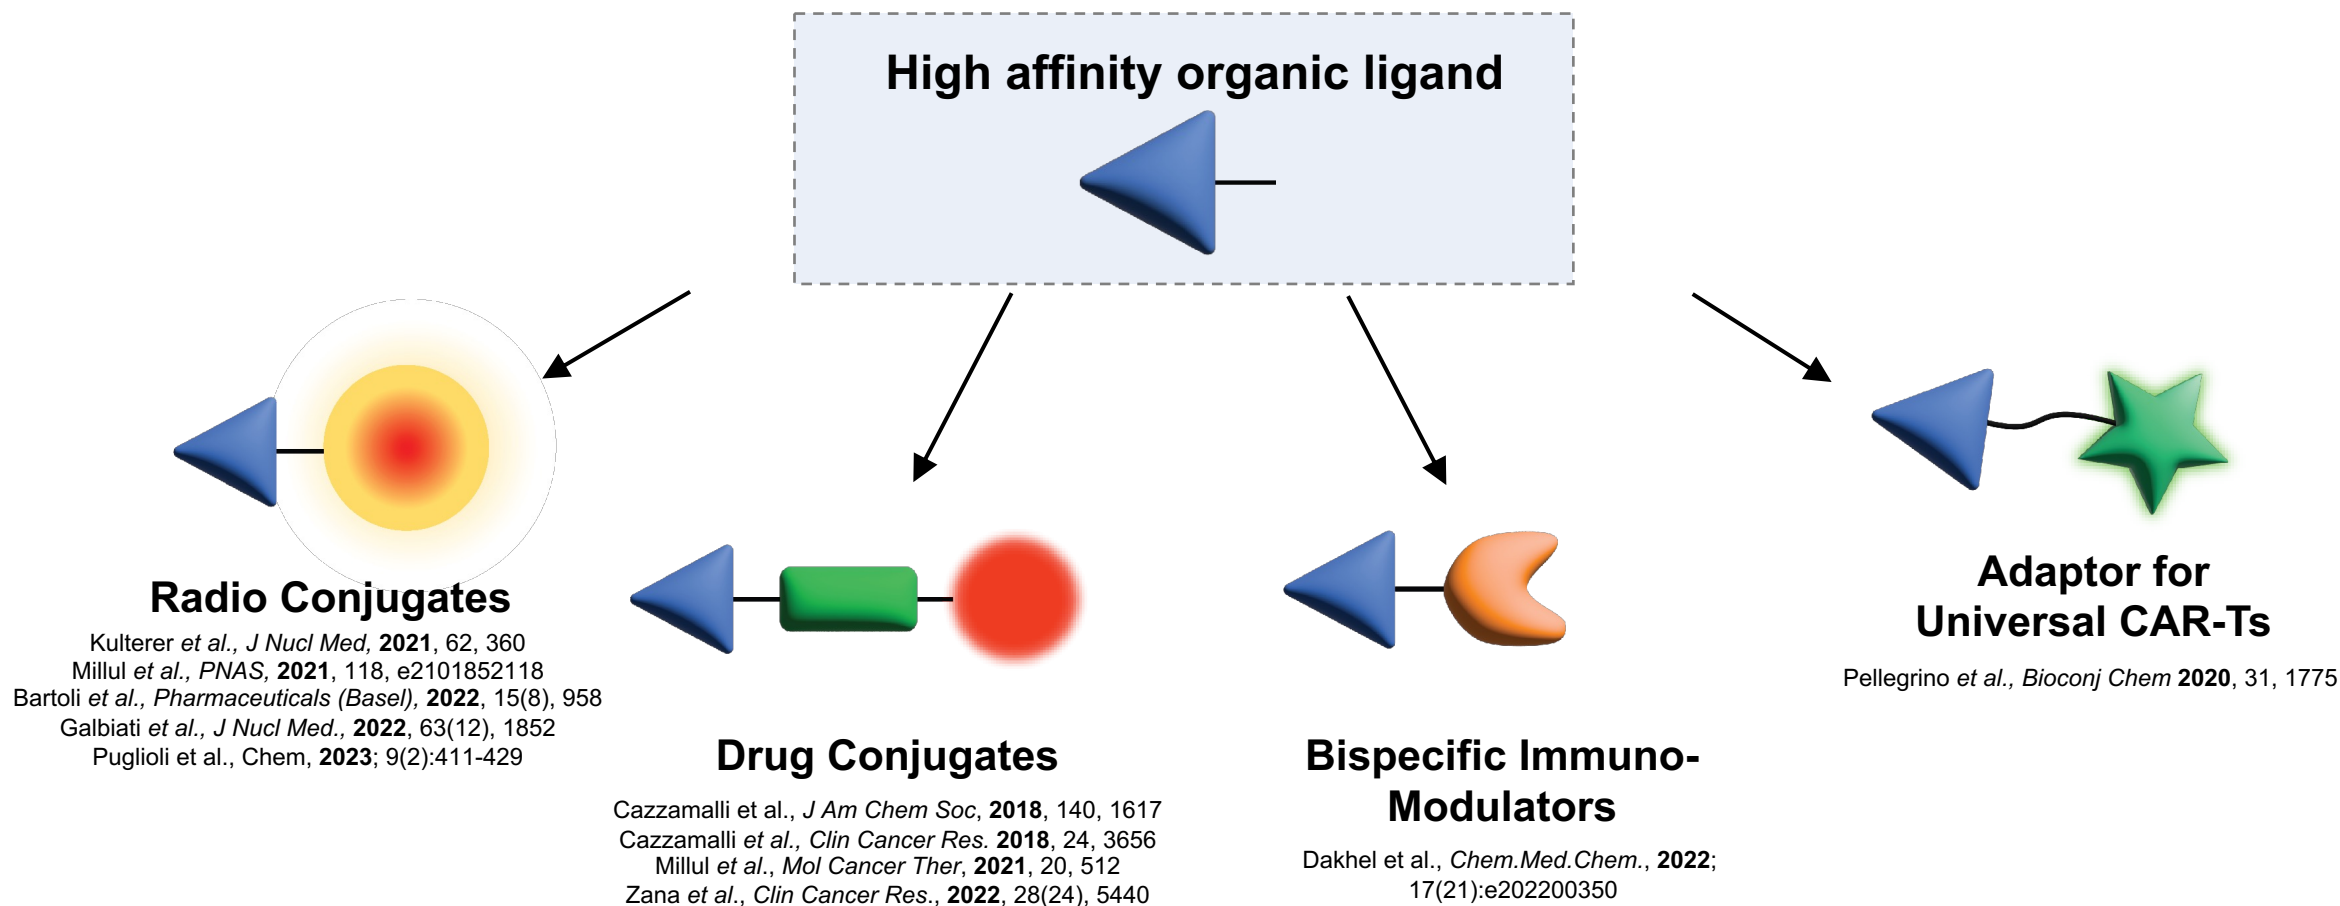 High affinity organic ligand
Radio Conjugates
Kulterer et al., J Nucl Med, 2021, 62, 360
Millul et al., PNAS, 2021, 118, e2101852118
Bartoli et al., Pharmaceuticals (Basel), 2022, 15(8), 958
Galbiati et al., J Nucl Med., 2022, 63(12), 1852
Puglioli et al., Chem, 2023; 9(2):411-429
Drug Conjugates
Cazzamalli et al., J Am Chem Soc, 2018, 140, 1617
Cazzamalli et al., Clin Cancer Res. 2018, 24, 3656
Millul et al., Mol Cancer Ther, 2021, 20, 512
Zana et al., Clin Cancer Res., 2022, 28(24), 5440
Bispecific Immuno-
Modulators
Dakhel et al., Chem.Med.Chem., 2022;
17(21):e202200350
Adaptor for
Universal CAR-Ts
Pellegrino et al., Bioconj Chem 2020, 31, 1775